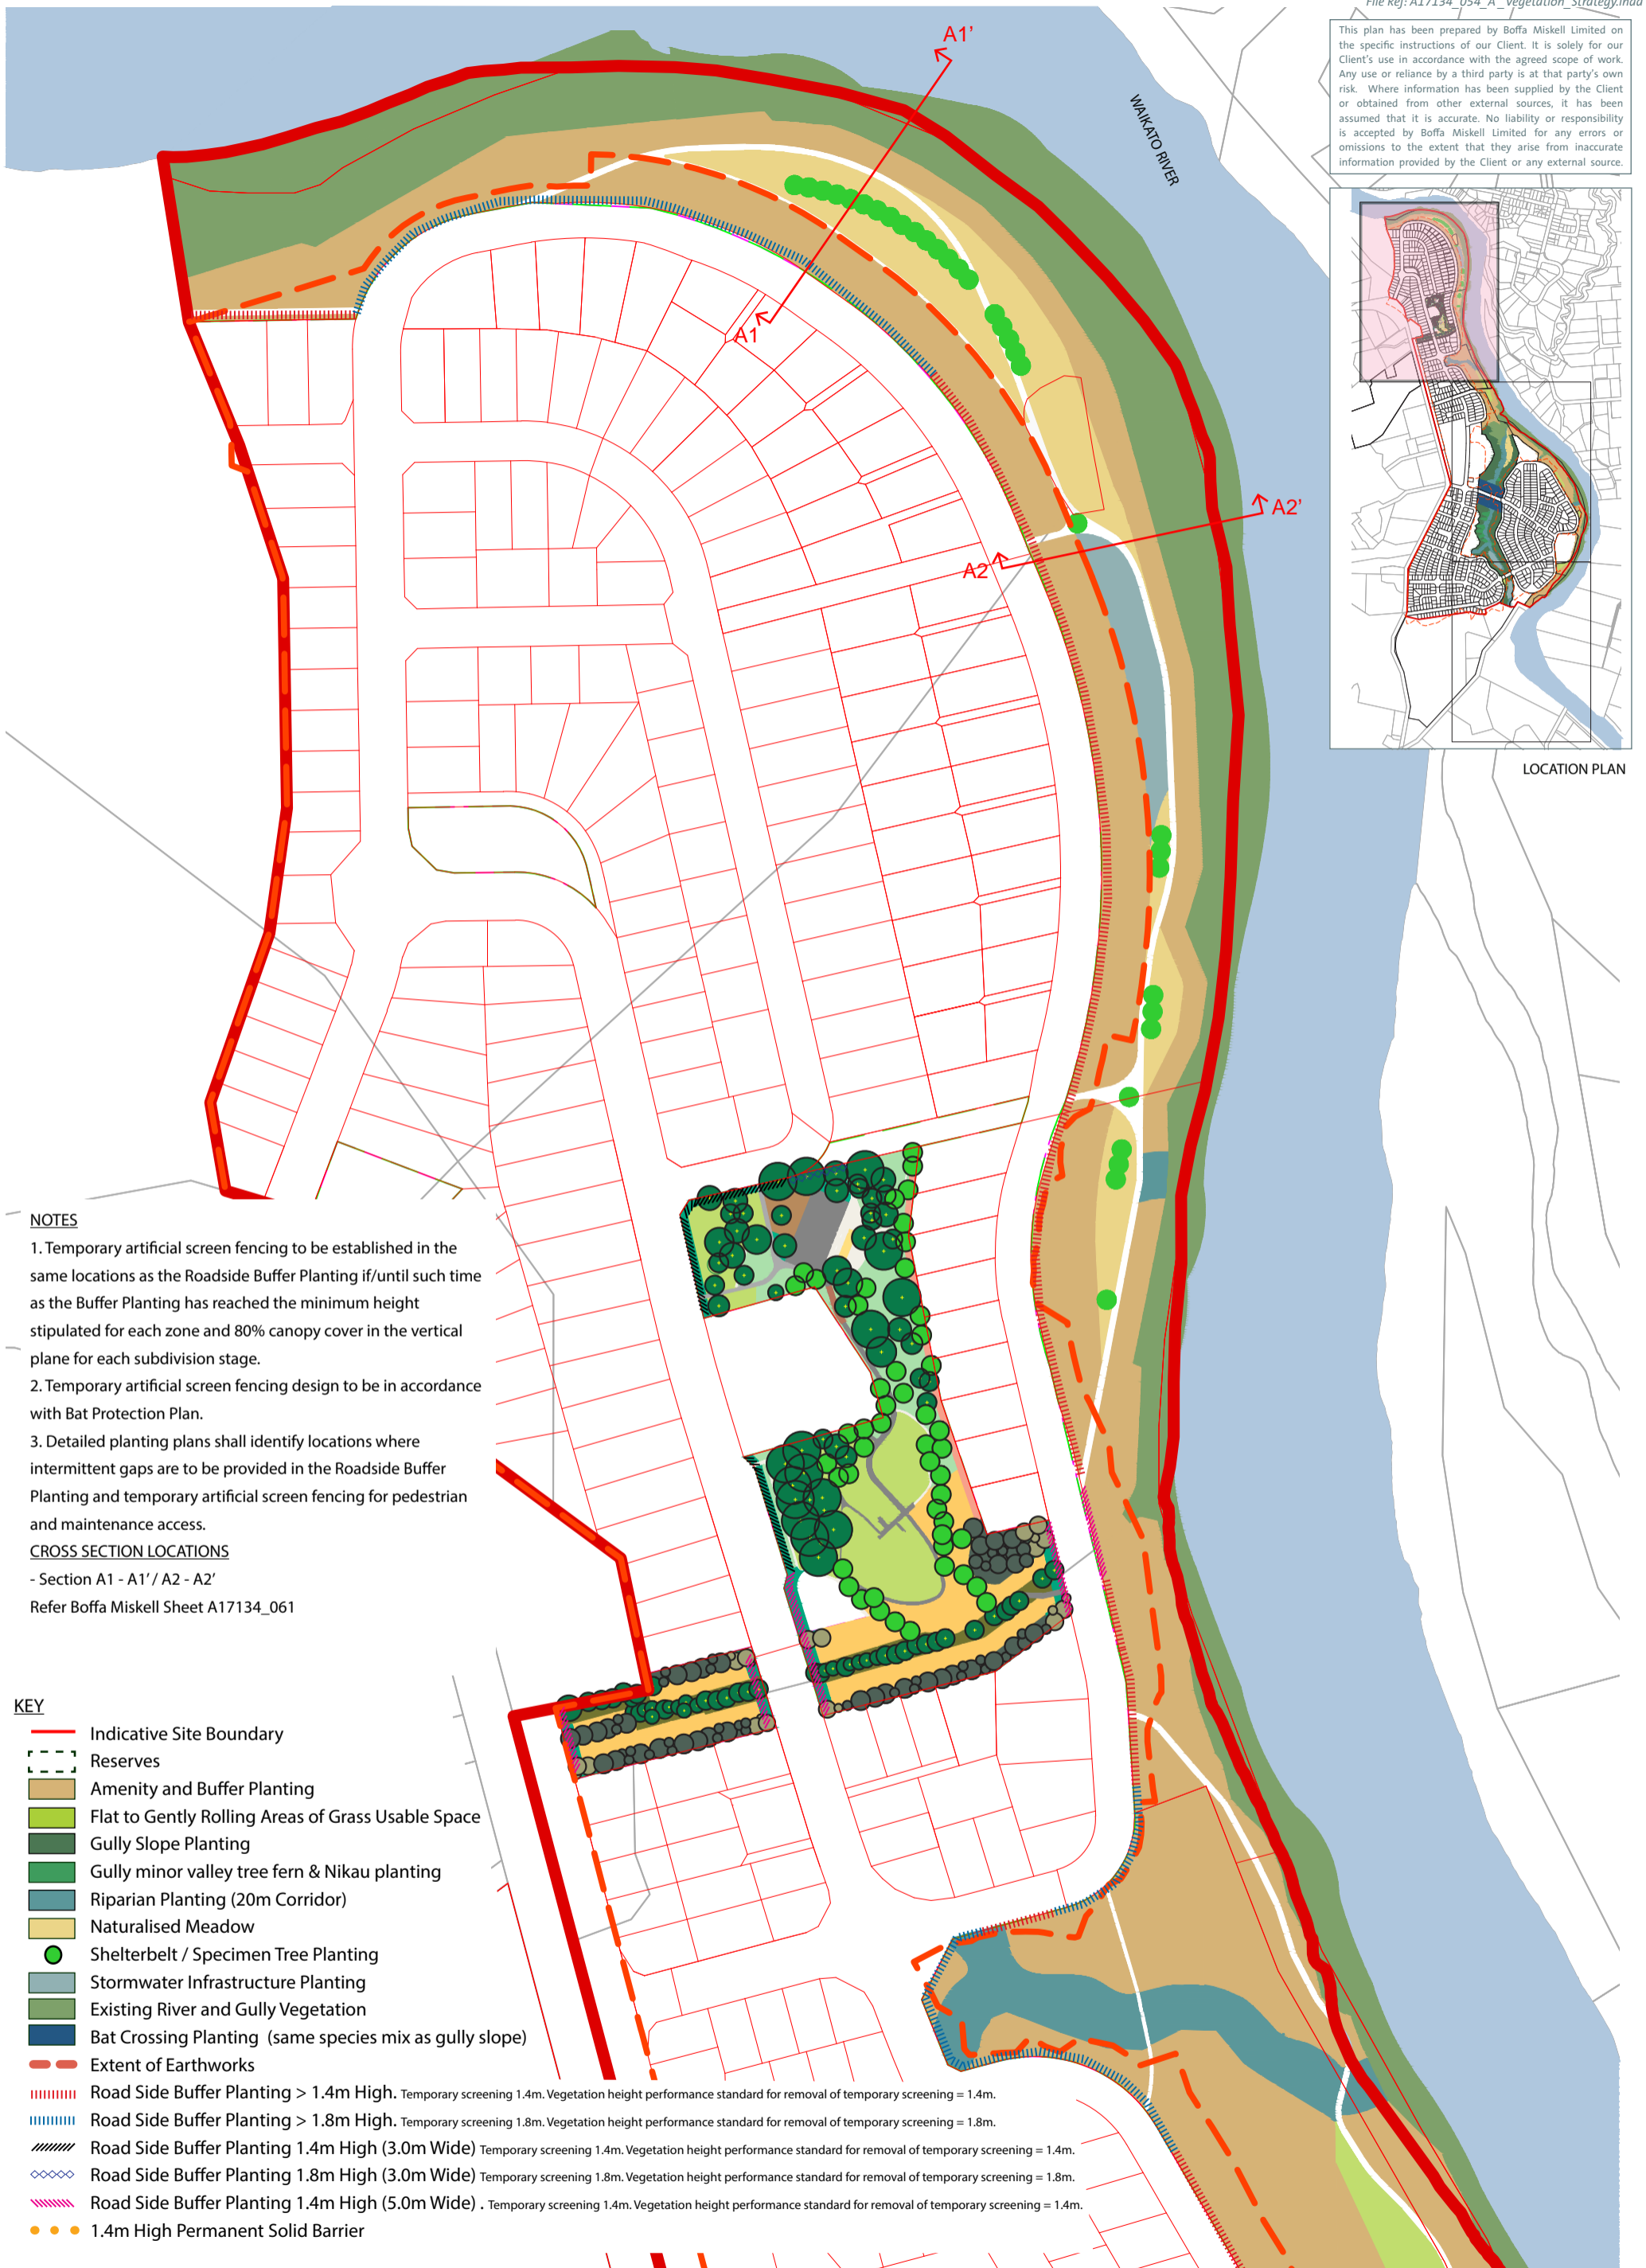 File Ref: A17134_054_A_Vegetation_Strategy.indd
This plan has been prepared by Boffa Miskell Limited on
the specific instructions of our Client. It is solely for our
Client's use in accordance with the agreed scope of work.
Any use or reliance by a third party is at that party's own
risk. Where information has been supplied by the Client
or obtained from other external sources, it has been
assumed that it is accurate. No liability or responsibility
is accepted by Boffa Miskell Limited for any errors or
omissions to the extent that they arise from inaccurate
information provided by the Client or any external source.
A1’
WAIKATO RIVER
A1
A2’
A2
LOCATION PLAN
NOTES
1. Temporary artificial screen fencing to be established in the
same locations as the Roadside Buffer Planting if/until such time
as the Buffer Planting has reached the minimum height
stipulated for each zone and 80% canopy cover in the vertical
plane for each subdivision stage.
2. Temporary artificial screen fencing design to be in accordance
with Bat Protection Plan.
3. Detailed planting plans shall identify locations where
intermittent gaps are to be provided in the Roadside Buffer
Planting and temporary artificial screen fencing for pedestrian
and maintenance access.
CROSS SECTION LOCATIONS
- Section A1 - A1’ / A2 - A2’
Refer Boffa Miskell Sheet A17134_061
KEY
Indicative Site Boundary
Reserves
Amenity and Buffer Planting
Flat to Gently Rolling Areas of Grass Usable Space
Gully Slope Planting
Gully minor valley tree fern & Nikau planting
Riparian Planting (20m Corridor)
Naturalised Meadow
Shelterbelt / Specimen Tree Planting
Stormwater Infrastructure Planting
Existing River and Gully Vegetation
Bat Crossing Planting (same species mix as gully slope)
Extent of Earthworks
Road Side Buffer Planting > 1.4m High. Temporary screening 1.4m. Vegetation height performance standard for removal of temporary screening = 1.4m.
Road Side Buffer Planting > 1.8m High. Temporary screening 1.8m. Vegetation height performance standard for removal of temporary screening = 1.8m.
Road Side Buffer Planting 1.4m High (3.0m Wide) Temporary screening 1.4m. Vegetation height performance standard for removal of temporary screening = 1.4m.
Road Side Buffer Planting 1.8m High (3.0m Wide) Temporary screening 1.8m. Vegetation height performance standard for removal of temporary screening = 1.8m.
Road Side Buffer Planting 1.4m High (5.0m Wide) . Temporary screening 1.4m. Vegetation height performance standard for removal of temporary screening = 1.4m.
1.4m High Permanent Solid Barrier